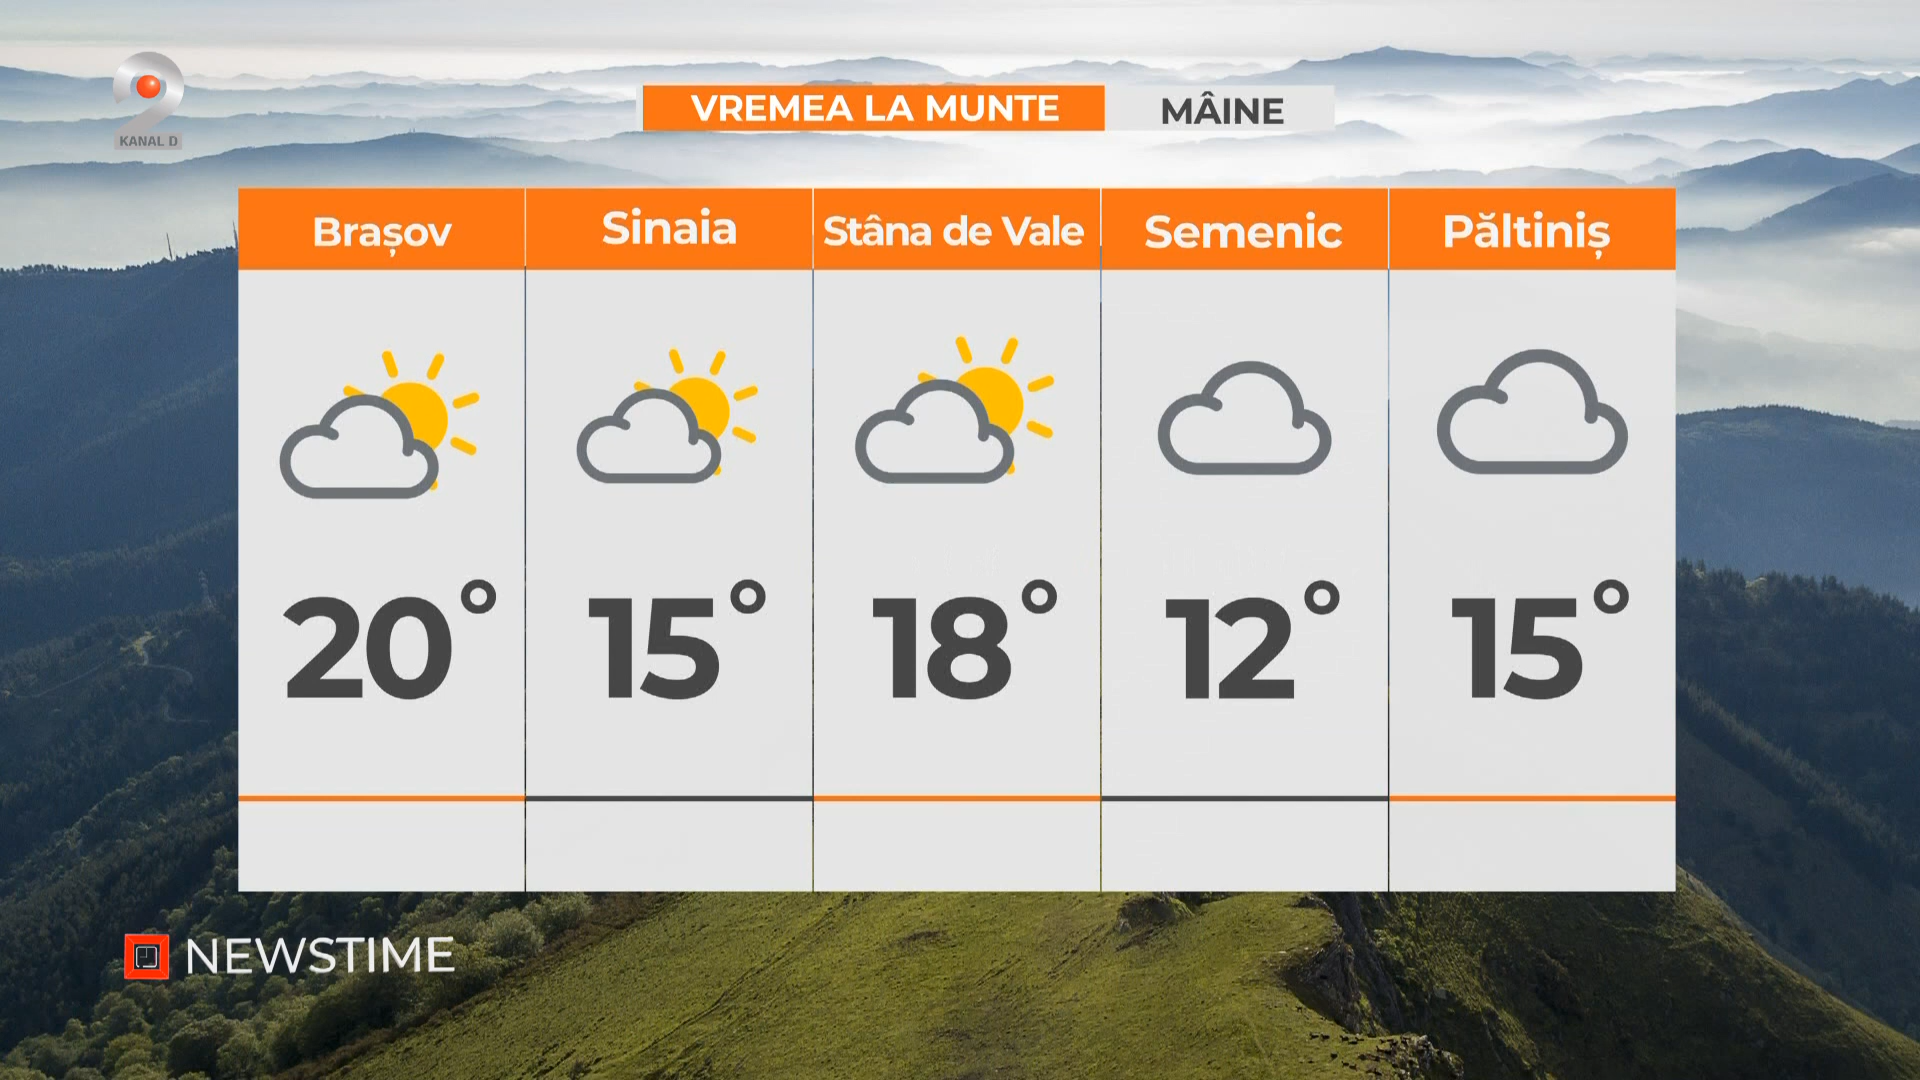 KANAL D
VREMEA LA MUNTE MÂINE
Brașov Sinaia Stâna de Vale Semenic Păltiniș
20° 15° 18° 12° 15°
NEWSTIME